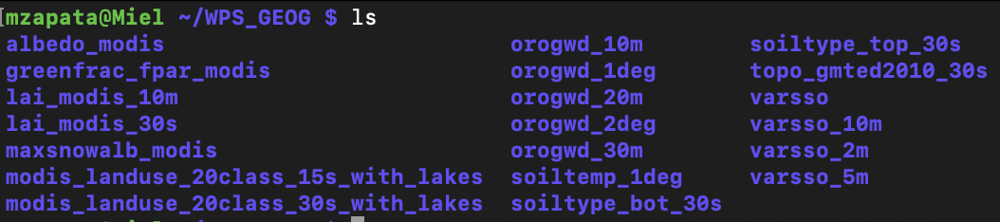 [mzapata@Miel ~/WPS_GEOG $ ls
albedo_modis orogwd_10m soiltype_top_30s
greenfrac_fpar_modis orogwd_1deg topo_gmted2010_30s
lai_modis_10m orogwd_20m varsso
lai_modis_30s orogwd_2deg varsso_10m
maxsnowalb_modis orogwd_30m varsso_2m
modis_landuse_20class_15s_with_lakes soiltemp_1deg varsso_5m
modis_landuse_20class_30s_with_lakes soiltype_bot_30s